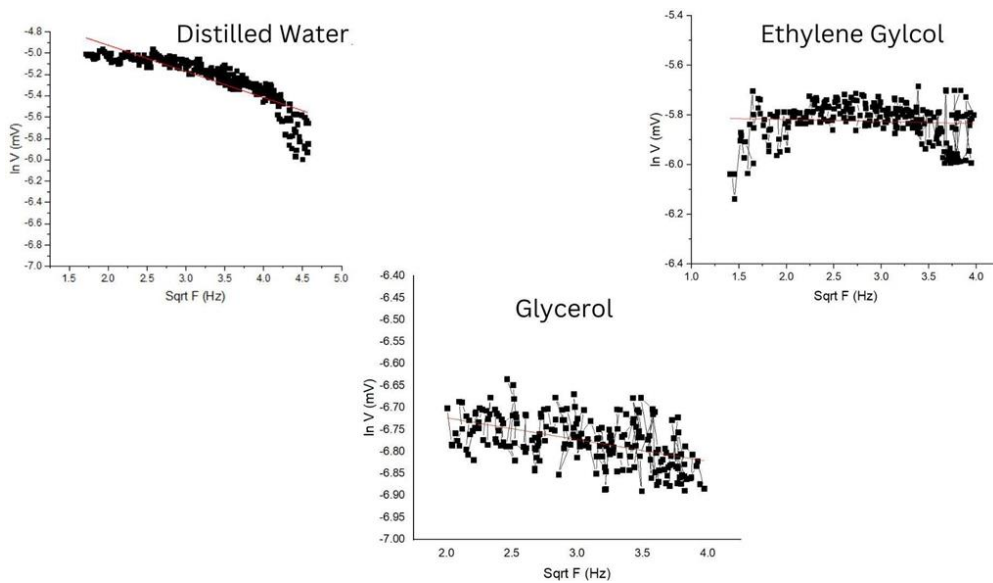 Distilled Water
-4.8
-5.0
-5.2
-5.4
-5.6
-5.8
-6.0
-6.2
-6.4
-6.6
-6.8
-7.0
ln V (mV)
1.5 2.0 2.5 3.0 3.5 4.0 4.5 5.0
Sqrt F (Hz)
Ethylene Gylcol
-5.4
-5.6
-5.8
-6.0
-6.2
-6.4
ln V (mV)
1.0 1.5 2.0 2.5 3.0 3.5 4.0
Sqrt F (Hz)
Glycerol
-6.40
-6.45
-6.50
-6.55
-6.60
-6.65
-6.70
-6.75
-6.80
-6.85
-6.90
-6.95
-7.00
ln V (mV)
2.0 2.5 3.0 3.5 4.0
Sqrt F (Hz)